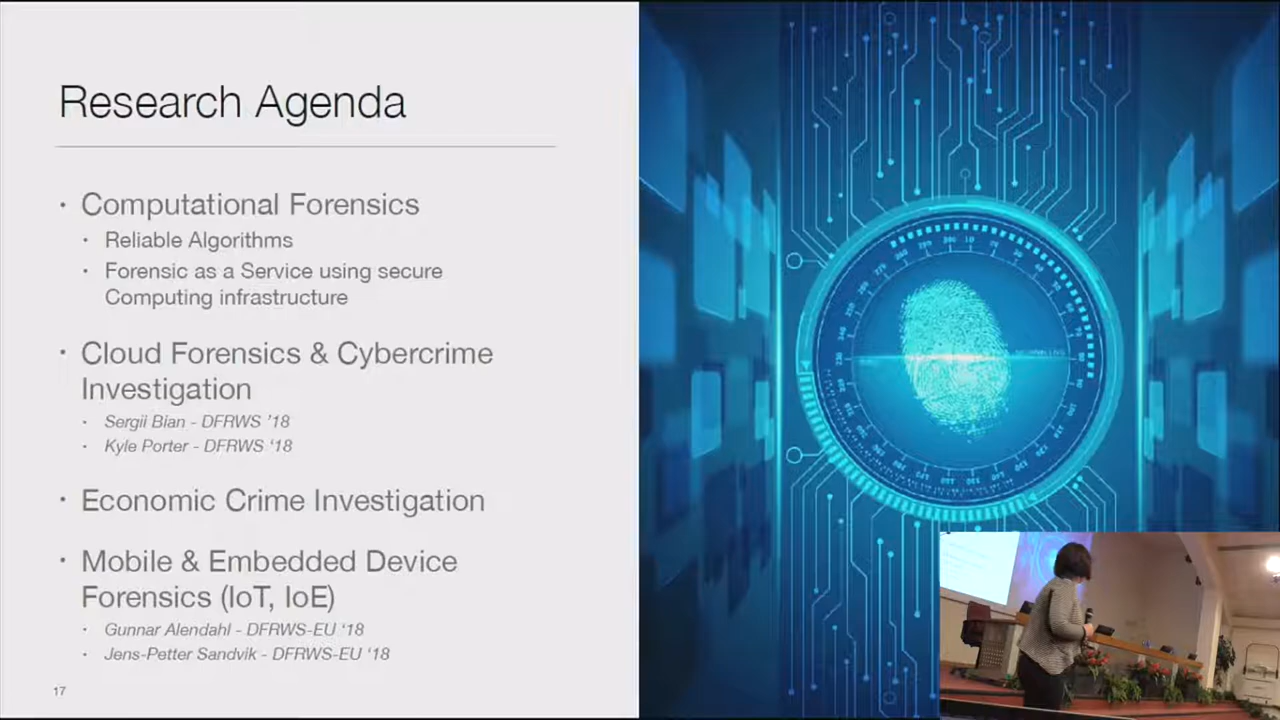 Research Agenda
• Computational Forensics
• Reliable Algorithms
• Forensic as a Service using secure
Computing infrastructure
• Cloud Forensics & Cybercrime
Investigation
• Sergii Bian - DFRWS '18
• Kyle Porter - DFRWS '18
• Economic Crime Investigation
• Mobile & Embedded Device
Forensics (IoT, IoE)
• Gunnar Alendahl - DFRWS-EU '18
• Jens-Petter Sandvik - DFRWS-EU '18
17